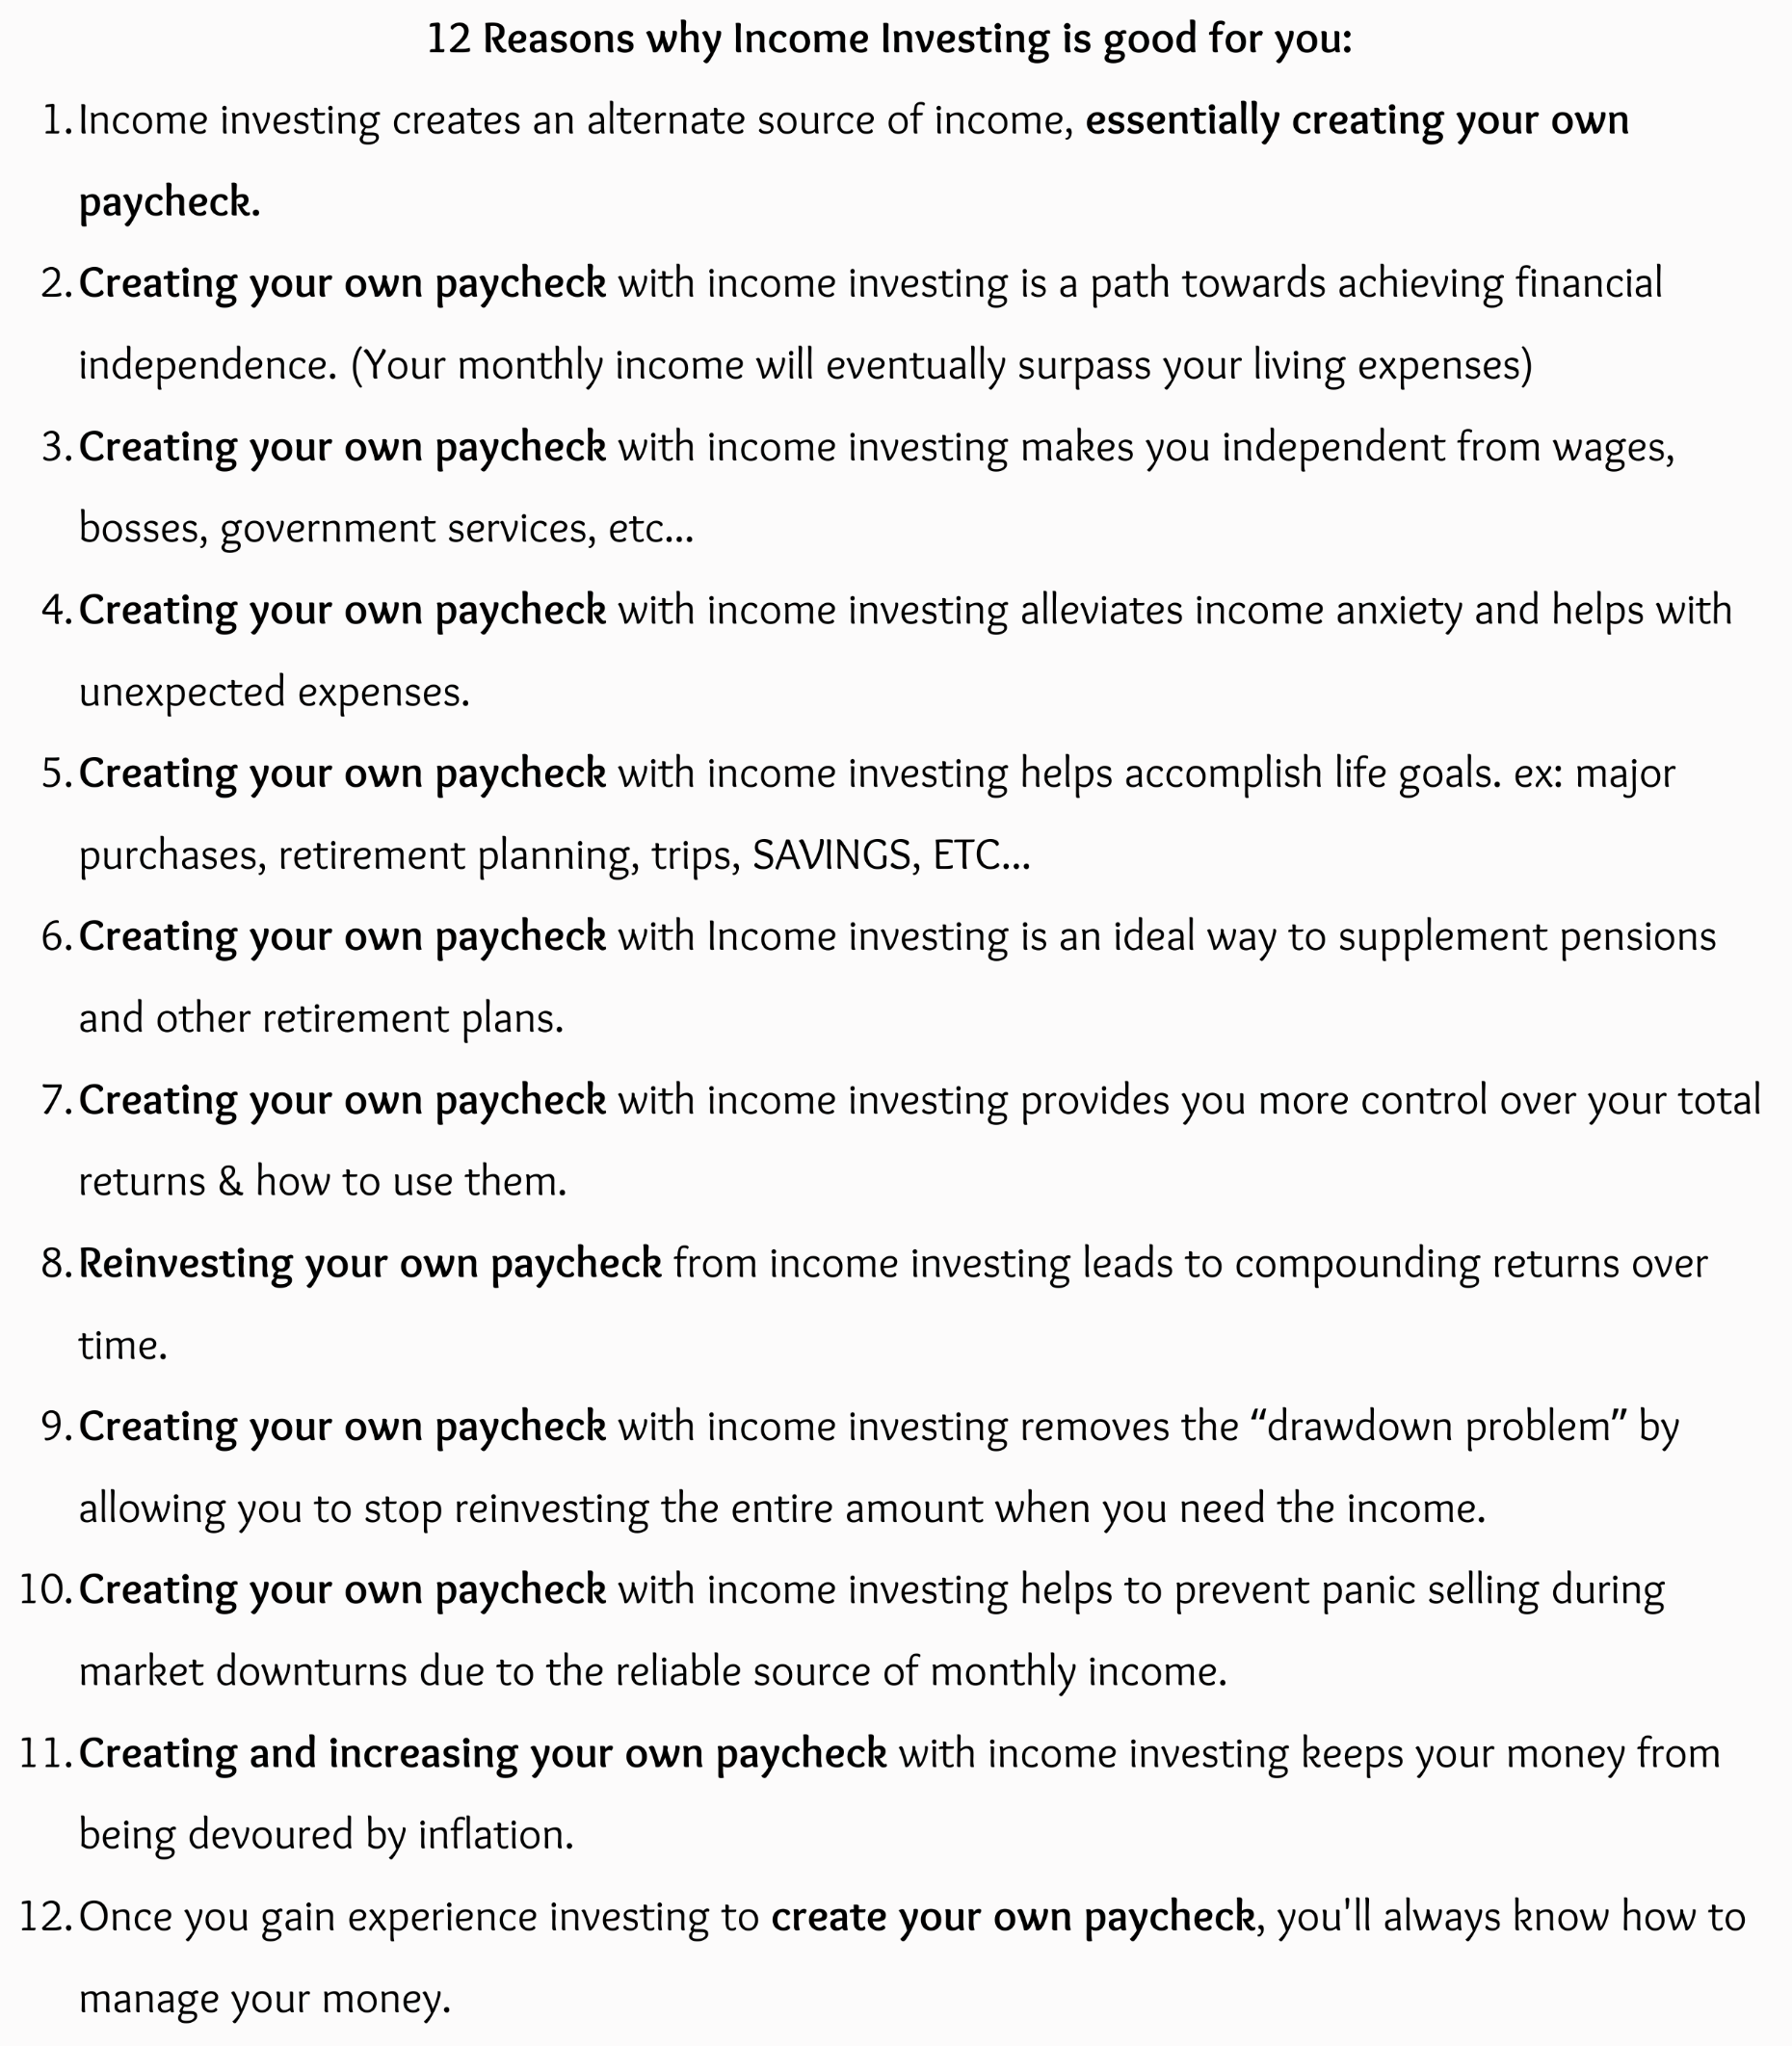 12 Reasons why Income Investing is good for you:
1. Income investing creates an alternate source of income, essentially creating your own
paycheck.
2. Creating your own paycheck with income investing is a path towards achieving financial
independence. (Your monthly income will eventually surpass your living expenses)
3. Creating your own paycheck with income investing makes you independent from wages,
bosses, government services, etc...
4. Creating your own paycheck with income investing alleviates income anxiety and helps with
unexpected expenses.
5. Creating your own paycheck with income investing helps accomplish life goals. ex: major
purchases, retirement planning, trips, SAVINGS, ETC...
6. Creating your own paycheck with Income investing is an ideal way to supplement pensions
and other retirement plans.
7. Creating your own paycheck with income investing provides you more control over your total
returns & how to use them.
8. Reinvesting your own paycheck from income investing leads to compounding returns over
time.
9. Creating your own paycheck with income investing removes the “drawdown problem” by
allowing you to stop reinvesting the entire amount when you need the income.
10. Creating your own paycheck with income investing helps to prevent panic selling during
market downturns due to the reliable source of monthly income.
11. Creating and increasing your own paycheck with income investing keeps your money from
being devoured by inflation.
12. Once you gain experience investing to create your own paycheck, you'll always know how to
manage your money.